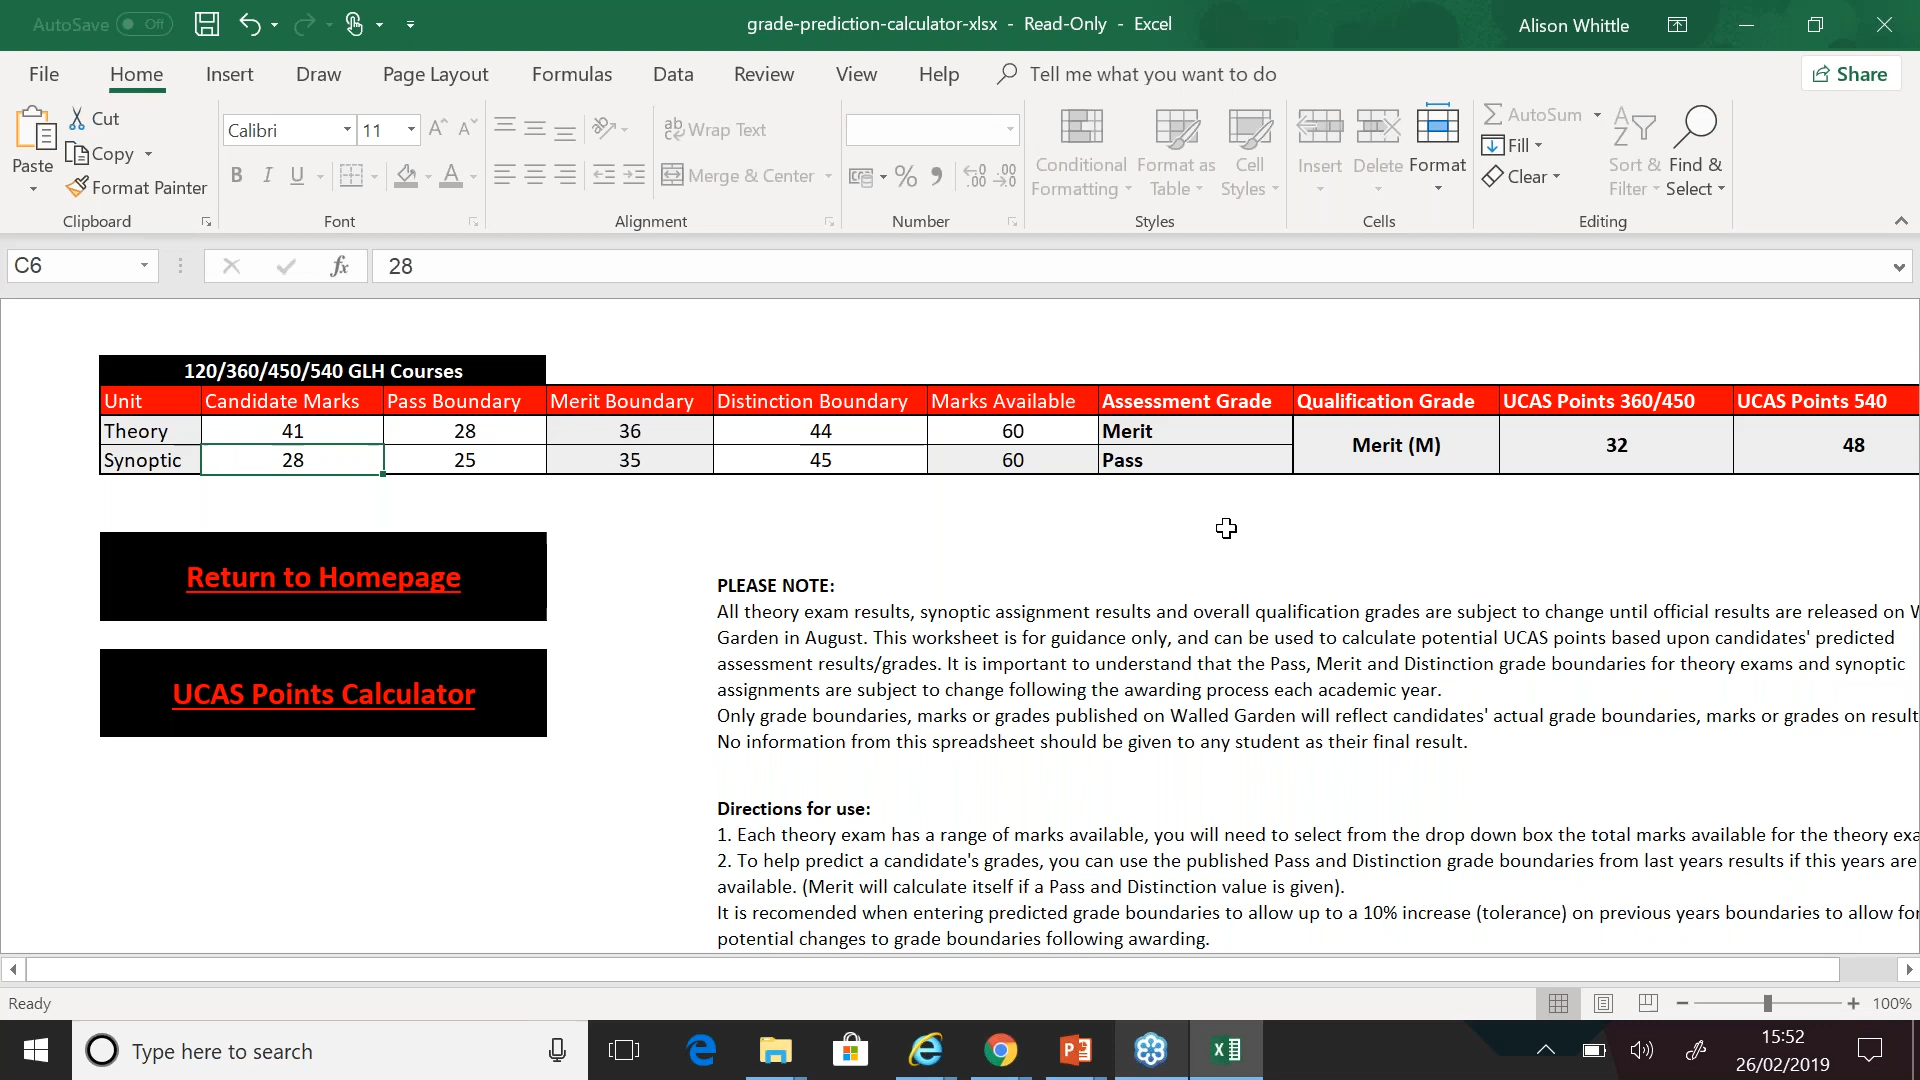 AutoSave Off
grade-prediction-calculator-xlsx - Read-Only - Excel
Alison Whittle
File Home Insert Draw Page Layout Formulas Data Review View Help Tell me what you want to do Share
Paste
Cut
Copy
Format Painter
Clipboard
Calibri 11
B I U
Font
Wrap Text
Merge & Center
Alignment
Number
Conditional Formatting
Format as Table
Cell Styles
Styles
Insert Delete Format
Cells
AutoSum
Fill
Clear
Sort & Filter
Find & Select
Editing
C6 fx 28
120/360/450/540 GLH Courses
Unit Candidate Marks Pass Boundary Merit Boundary Distinction Boundary Marks Available Assessment Grade Qualification Grade UCAS Points 360/450 UCAS Points 540
Theory 41 28 36 44 60 Merit
Merit (M) 32 48
Synoptic 28 25 35 45 60 Pass
Return to Homepage
UCAS Points Calculator
PLEASE NOTE:
All theory exam results, synoptic assignment results and overall qualification grades are subject to change until official results are released on
Garden in August. This worksheet is for guidance only, and can be used to calculate potential UCAS points based upon candidates' predicted
assessment results/grades. It is important to understand that the Pass, Merit and Distinction grade boundaries for theory exams and synoptic
assignments are subject to change following the awarding process each academic year.
Only grade boundaries, marks or grades published on Walled Garden will reflect candidates' actual grade boundaries, marks or grades on result
No information from this spreadsheet should be given to any student as their final result.
Directions for use:
1. Each theory exam has a range of marks available, you will need to select from the drop down box the total marks available for the theory exa
2. To help predict a candidate's grades, you can use the published Pass and Distinction grade boundaries from last years results if this years are
available. (Merit will calculate itself if a Pass and Distinction value is given).
It is recomended when entering predicted grade boundaries to allow up to a 10% increase (tolerance) on previous years boundaries to allow for
potential changes to grade boundaries following awarding.
Ready
100%
Type here to search
15:52
26/02/2019